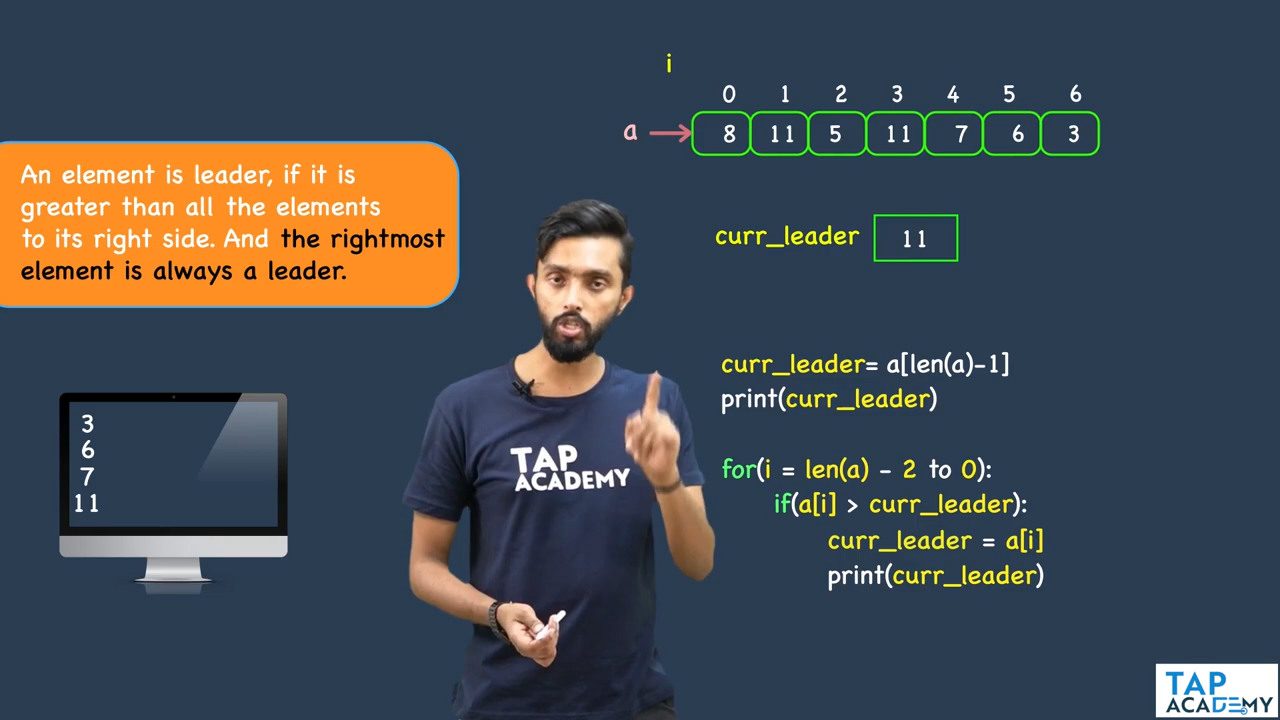 i
0 1 2 3 4 5 6
a 8 11 5 11 7 6 3
An element is leader, if it is
greater than all the elements
to its right side. And the rightmost
element is always a leader.
curr_leader 11
curr_leader= a[len(a)-1]
print(curr_leader)
for(i = len(a) - 2 to 0):
if(a[i] > curr_leader):
curr_leader = a[i]
print(curr_leader)
3
6
7
11
TAP
ACADEMY
TAP
ACADEMY